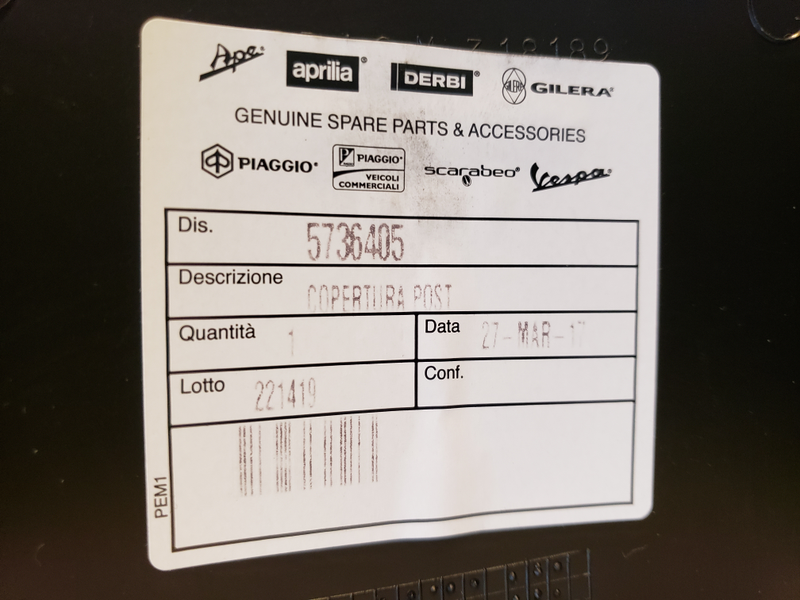 Ape®
aprilia®
DERBI®
GILERA GILERA®
GENUINE SPARE PARTS & ACCESSORIES
PIAGGIO®
PIAGGIO®
VEICOLI
COMMERCIALI
scarabeo®
Vespa®
Dis. 5736405
Descrizione COPERTURA POST
Quantità 1 Data 27-MAR-17
Lotto 221419 Conf.
PEM1